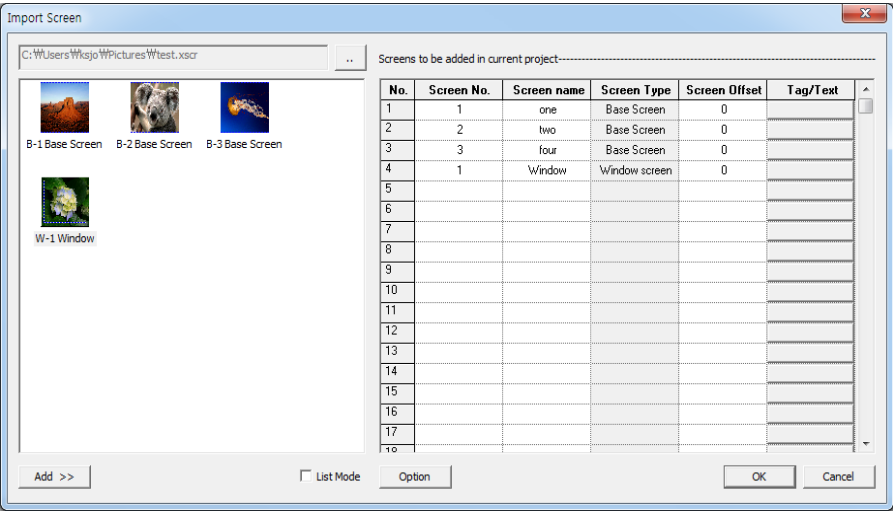 Import Screen
C:₩Users₩ksjo₩Pictures₩test.xscr
..
Screens to be added in current project
B-1 Base Screen B-2 Base Screen B-3 Base Screen
W-1 Window
No. Screen No. Screen name Screen Type Screen Offset Tag/Text
1 1 one Base Screen 0
2 2 two Base Screen 0
3 3 four Base Screen 0
4 1 Window Window screen 0
5
6
7
8
9
10
11
12
13
14
15
16
17
18
Add >> List Mode Option OK Cancel